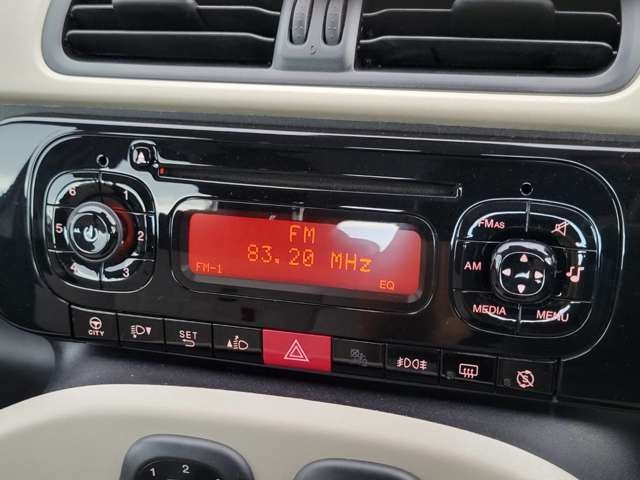 A
6
5
4
3
2
FM
83.20 MHz
FM-1
EQ
FMAS
AM
MEDIA
MENU
CITY
SET
1 2